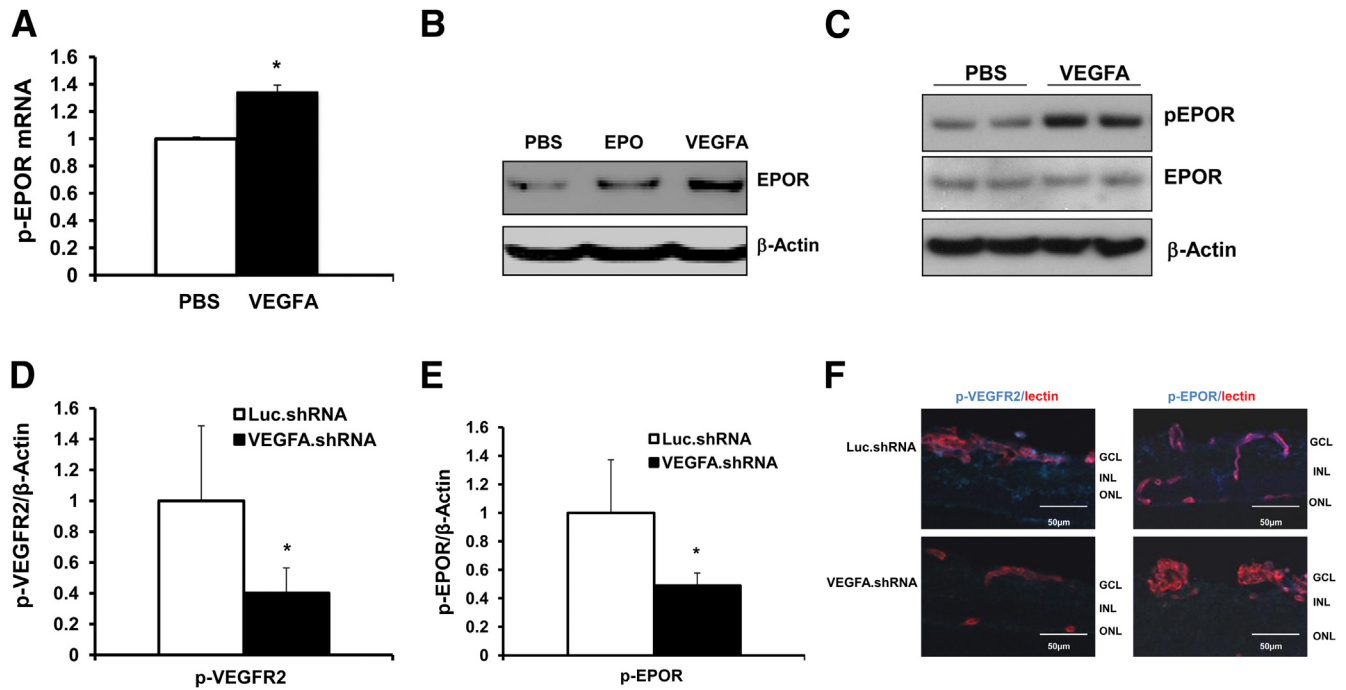 A
p-EPOR mRNA
1.6
1.4
1.2
1
0.8
0.6
0.4
0.2
0
*
PBS VEGFA
B
PBS EPO VEGFA
EPOR
β-Actin
C
PBS VEGFA
pEPOR
EPOR
β-Actin
D
p-VEGFR2/β-Actin
1.6
1.4
1.2
1
0.8
0.6
0.4
0.2
0
Luc.shRNA
VEGFA.shRNA
*
p-VEGFR2
E
p-EPOR/β-Actin
1.6
1.4
1.2
1
0.8
0.6
0.4
0.2
0
Luc.shRNA
VEGFA.shRNA
*
p-EPOR
F
p-VEGFR2/lectin
p-EPOR/lectin
Luc.shRNA
GCL
INL
ONL
50μm
GCL
INL
ONL
50μm
VEGFA.shRNA
GCL
INL
ONL
50μm
GCL
INL
ONL
50μm